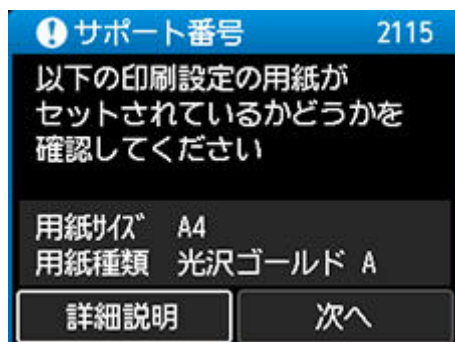 サポート番号 2115
以下の印刷設定の用紙が
セットされているかどうかを
確認してください
用紙ｻｲｽﾞ A4
用紙種類 光沢ゴールド A
詳細説明 次へ